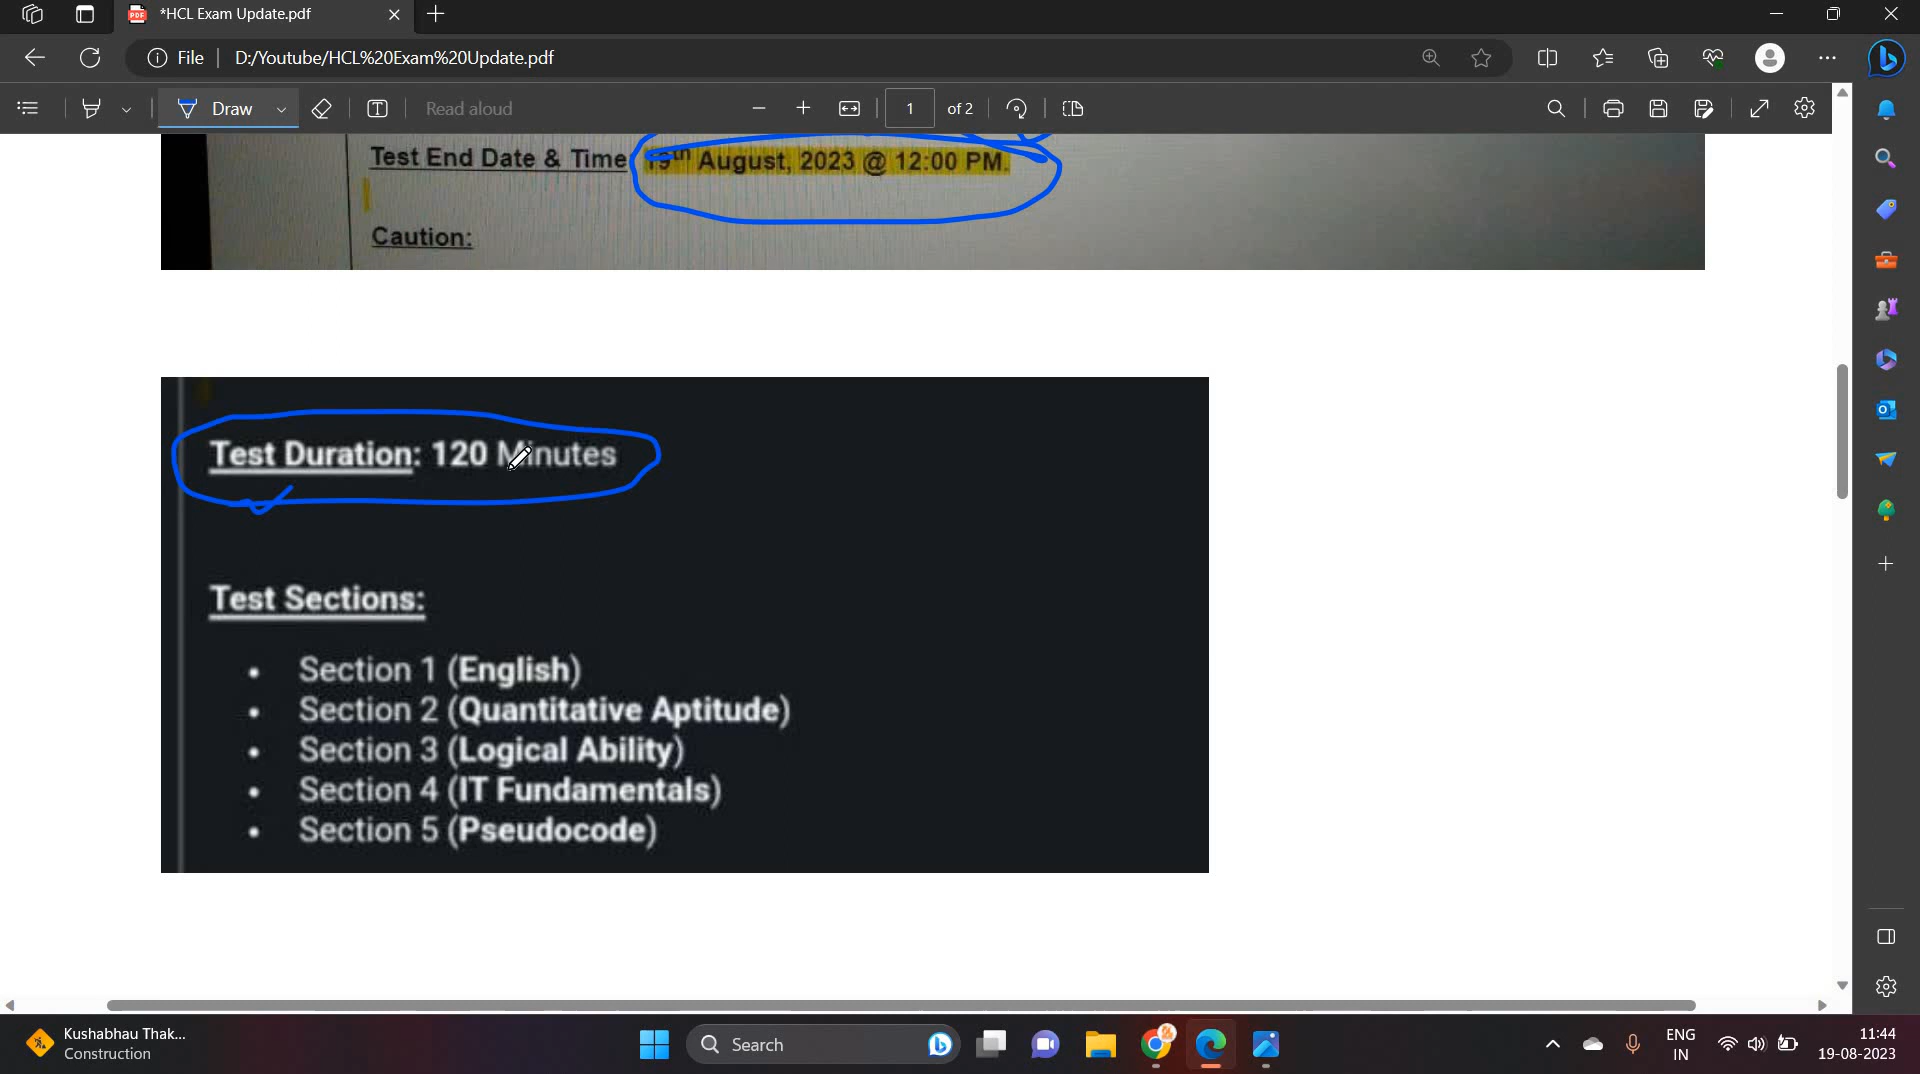 *HCL Exam Update.pdf
File
D:/Youtube/HCL%20Exam%20Update.pdf
Draw
Read aloud
1
of 2
Test End Date & Time
19th August, 2023 @ 12:00 PM.
Caution:
Test Duration: 120 Minutes
Test Sections:
• Section 1 (English)
• Section 2 (Quantitative Aptitude)
• Section 3 (Logical Ability)
• Section 4 (IT Fundamentals)
• Section 5 (Pseudocode)
Kushabhau Thak...
Construction
Search
ENG
IN
11:44
19-08-2023